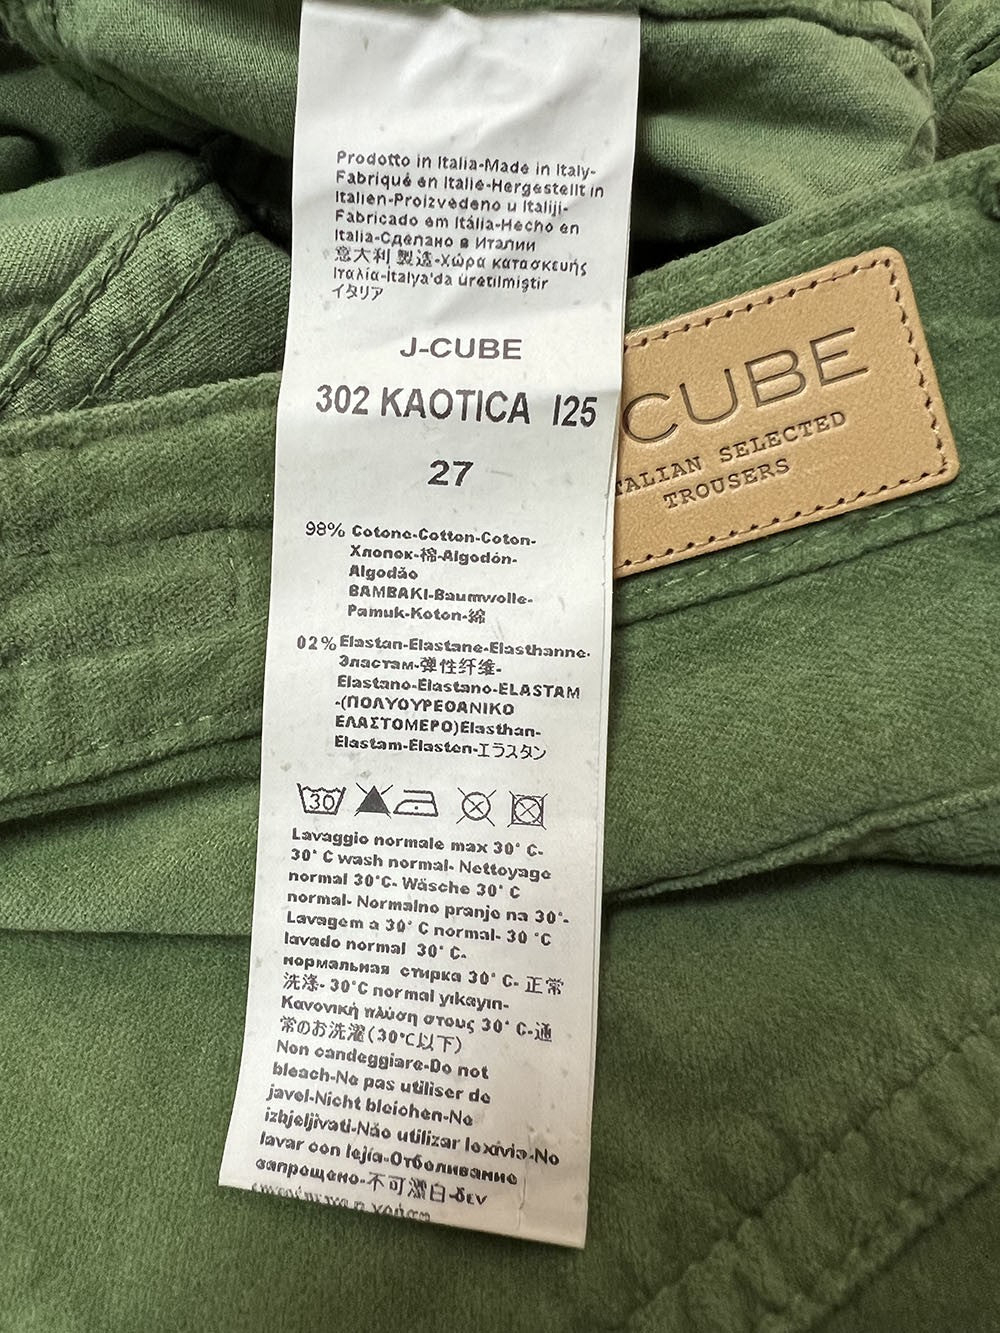 Prodotto in Italia-Made in Italy-
Fabriqué en Italie-Hergestellt in
Italien-Proizvedeno u Italiji-
Fabricado em Itália-Hecho en
Italia-Сделано в Италии
意大利 製造-Χώρα κατασκευής
Ιταλία-İtalya'da üretilmiştir
イタリア
J-CUBE
302 KAOTICA I25
27
98% Cotone-Cotton-Coton-
Хлопок-棉-Algodón-
Algodão
BAMBAKI-Baumwolle-
Pamuk-Koton-綿
02% Elastan-Elastane-Elasthanne-
Эластам-弹性纤维-
Elastano-Elastano-ELASTAM
-(ΠΟΛΥΟΥΡΕΘΑΝΙΚΟ
ΕΛΑΣΤΟΜΕΡΟ)Elasthan-
Elastam-Elasten-エラスタン
30
Lavaggio normale max 30° C-
30° C wash normal- Nettoyage
normal 30°C- Wäsche 30° C
normal- Normalno pranje na 30°-
Lavagem a 30° C normal- 30 °C
lavado normal 30° C-
нормальная стирка 30° C- 正常
洗涤- 30°C normal yıkayın-
Κανονική πλύση στους 30° C-通
常のお洗濯(30℃以下)
Non candeggiare-Do not
bleach-Ne pas utiliser de
javel-Nicht bleichen-Ne
izbjeljivati-Não utilizar lexívia-No
lavar con lejía-Отбеливание
запрещено-不可漂白-δεν
CUBE
TALIAN SELECTED
TROUSERS